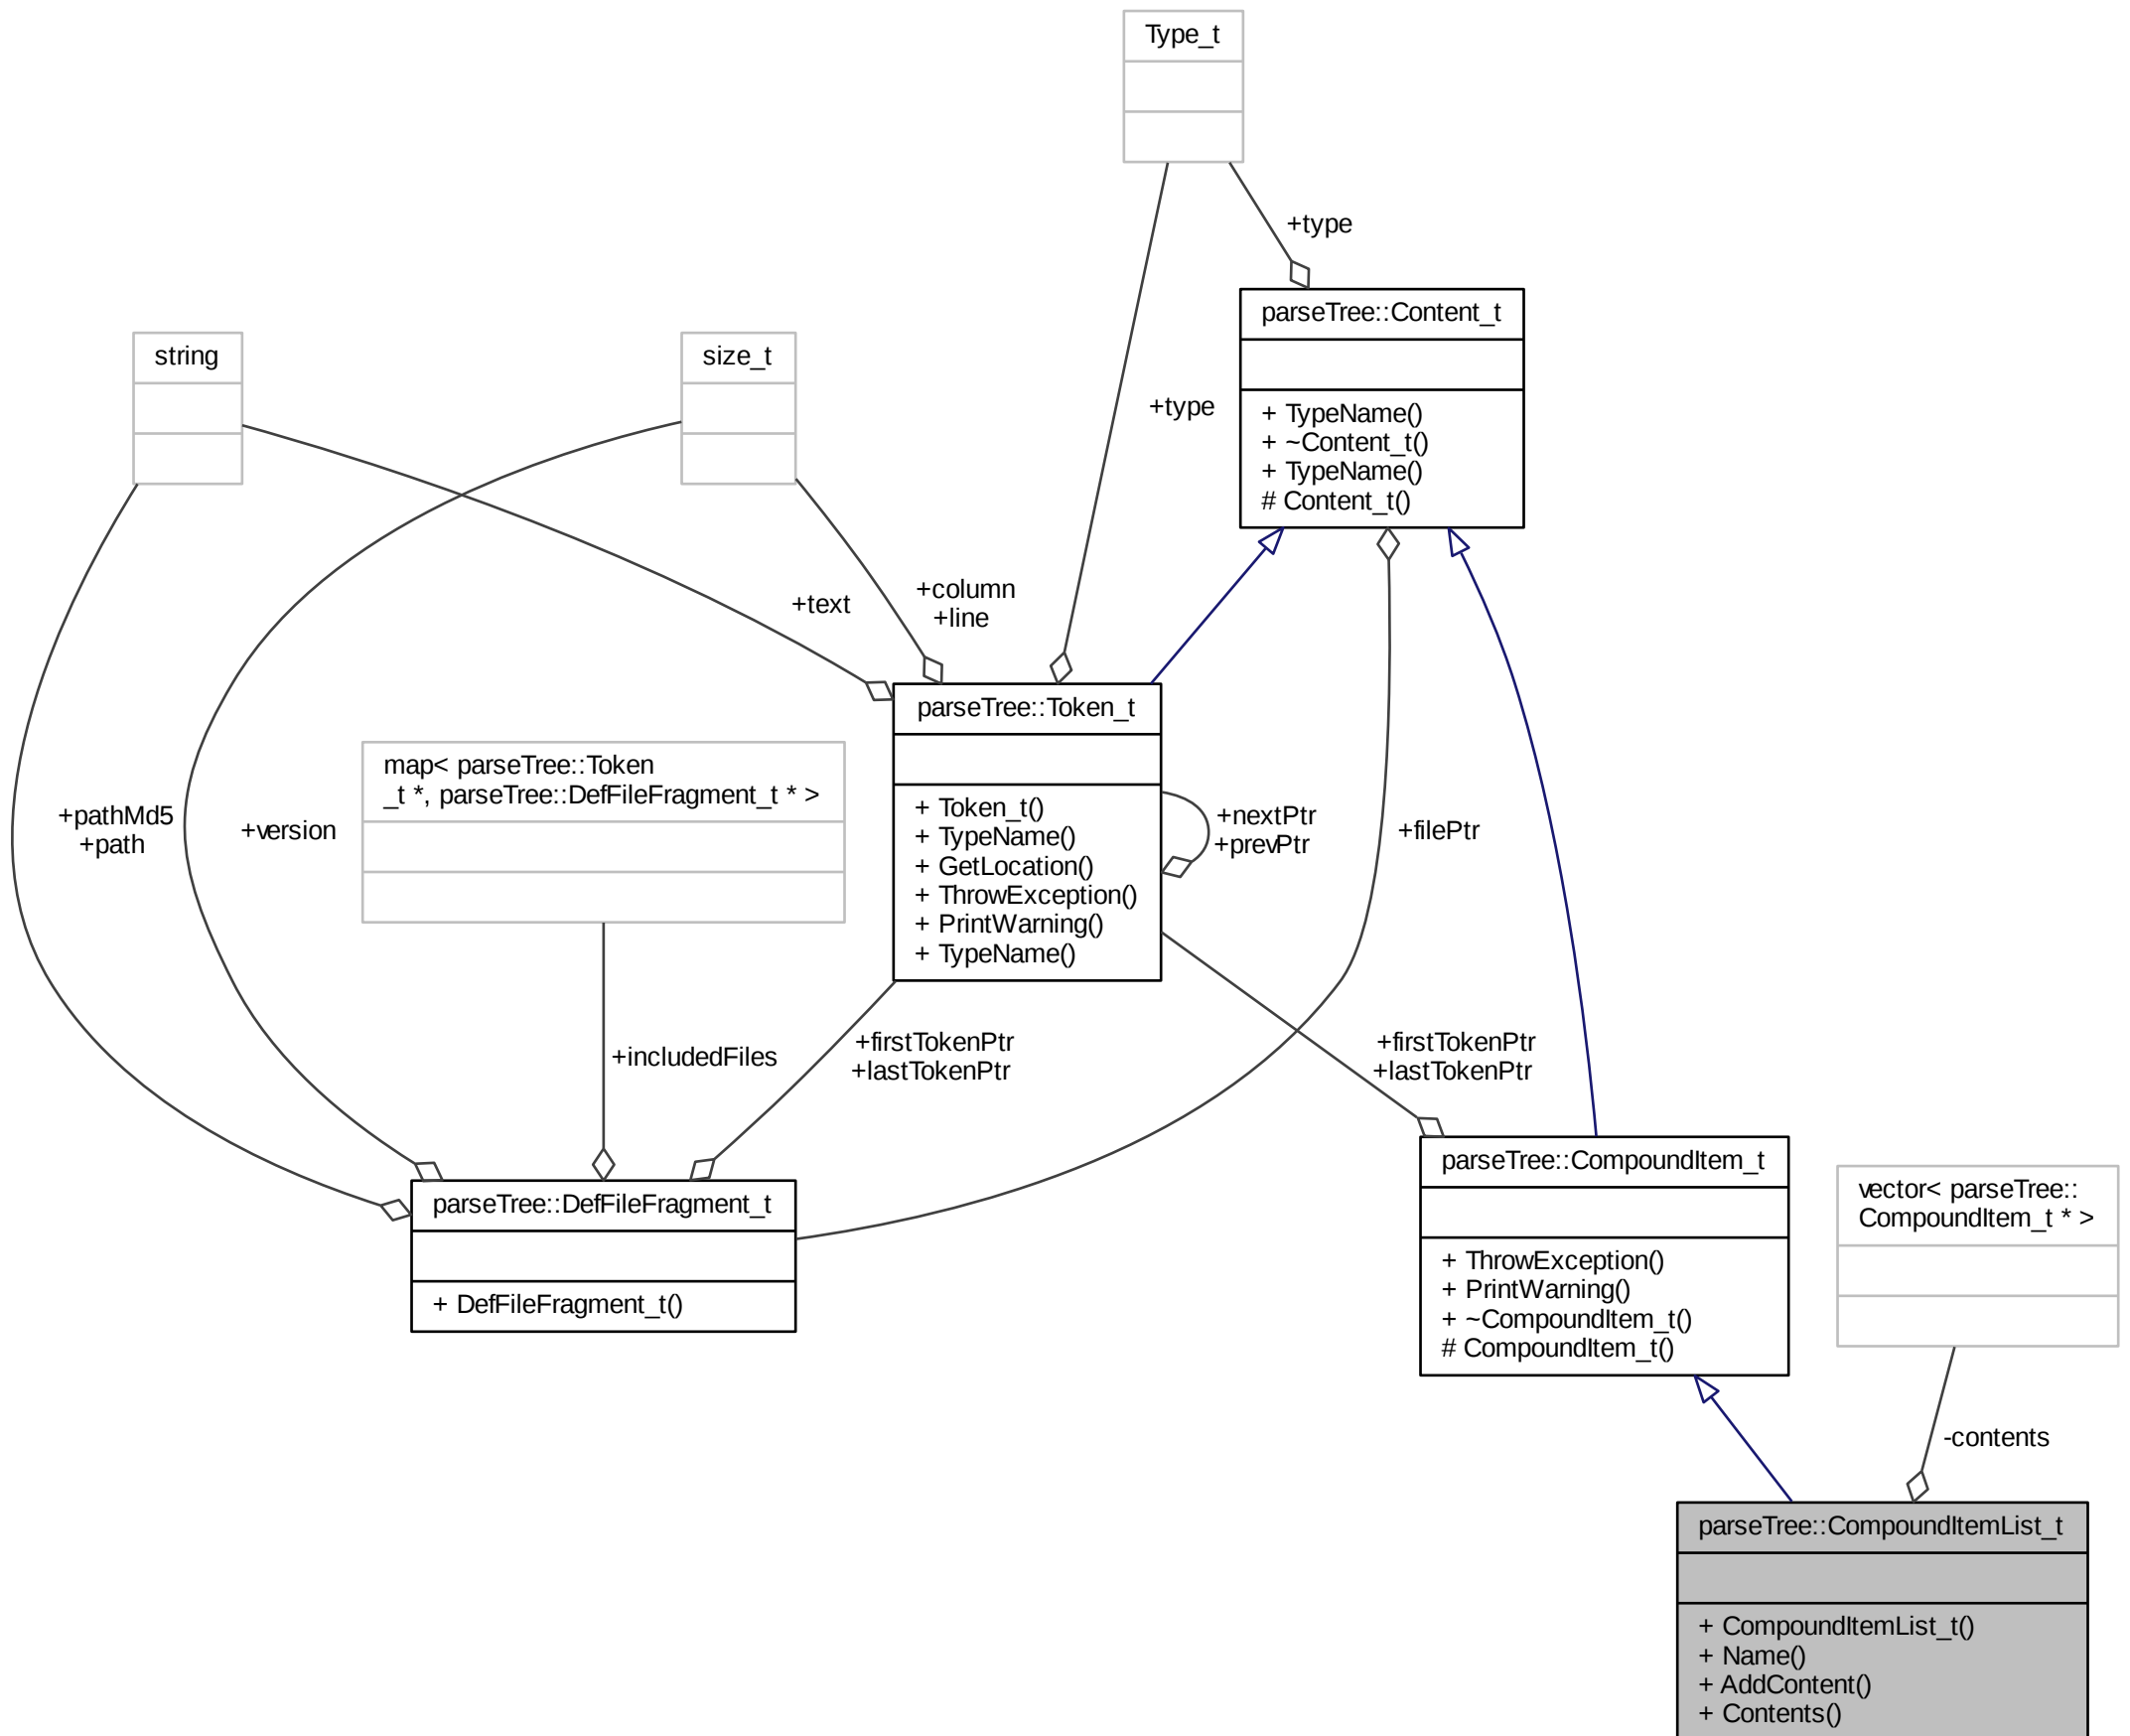 Type_t
+type
parseTree::Content_t
+ TypeName()
+ ~Content_t()
+ TypeName()
# Content_t()
string
size_t
+type
+column
+line
+text
parseTree::Token_t
+ Token_t()
+ TypeName()
+ GetLocation()
+ ThrowException()
+ PrintWarning()
+ TypeName()
map< parseTree::Token
_t *, parseTree::DefFileFragment_t * >
+pathMd5
+path
+version
+nextPtr
+prevPtr
+filePtr
+includedFiles
+firstTokenPtr
+lastTokenPtr
+firstTokenPtr
+lastTokenPtr
parseTree::DefFileFragment_t
+ DefFileFragment_t()
parseTree::CompoundItem_t
+ ThrowException()
+ PrintWarning()
+ ~CompoundItem_t()
# CompoundItem_t()
vector< parseTree::
CompoundItem_t * >
-contents
parseTree::CompoundItemList_t
+ CompoundItemList_t()
+ Name()
+ AddContent()
+ Contents()